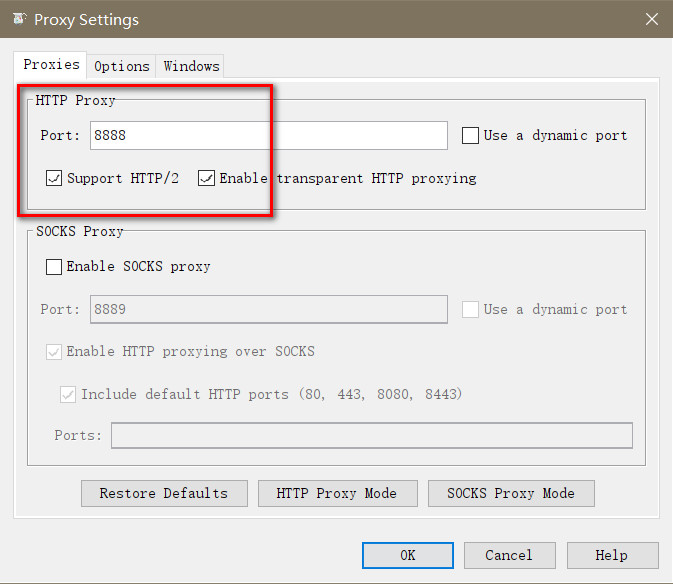 Proxy Settings
Proxies Options Windows
HTTP Proxy
Port: 8888 Use a dynamic port
Support HTTP/2 Enable transparent HTTP proxying
SOCKS Proxy
Enable SOCKS proxy
Port: 8889 Use a dynamic port
Enable HTTP proxying over SOCKS
Include default HTTP ports (80, 443, 8080, 8443)
Ports:
Restore Defaults HTTP Proxy Mode SOCKS Proxy Mode
OK Cancel Help